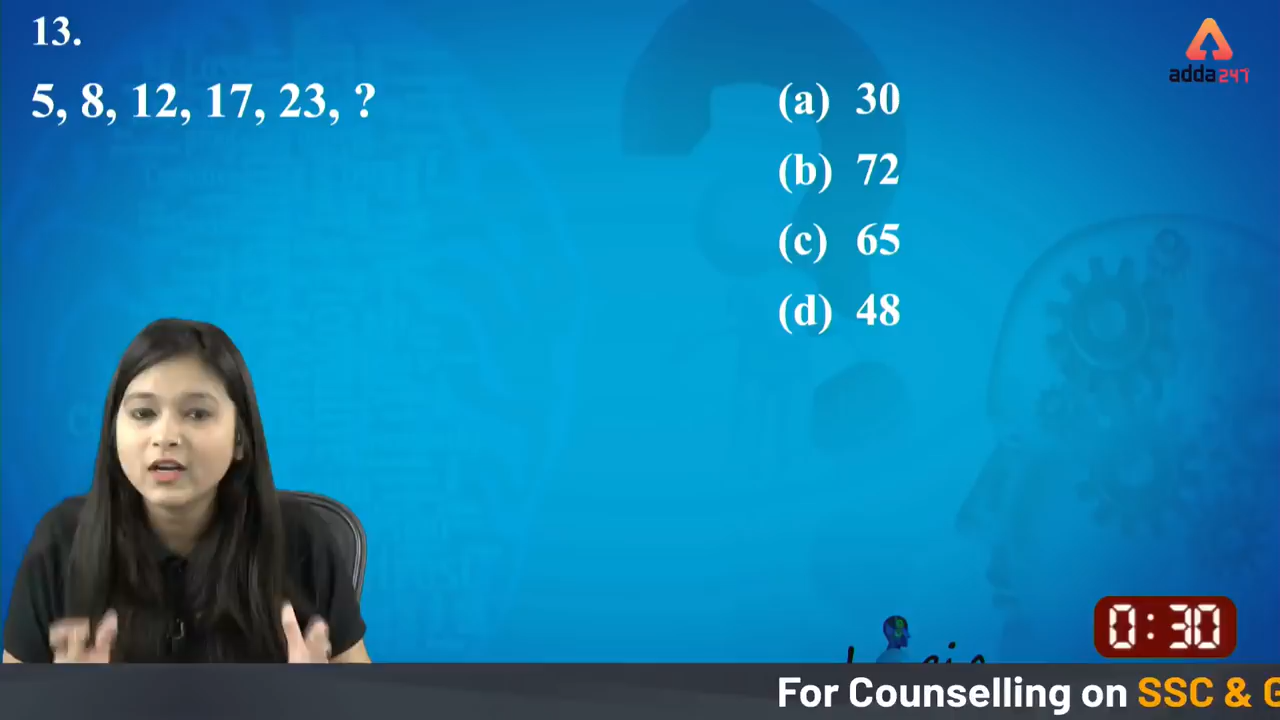 13.
5, 8, 12, 17, 23, ?
(a) 30
(b) 72
(c) 65
(d) 48
adda247
0:30
For Counselling on SSC & G